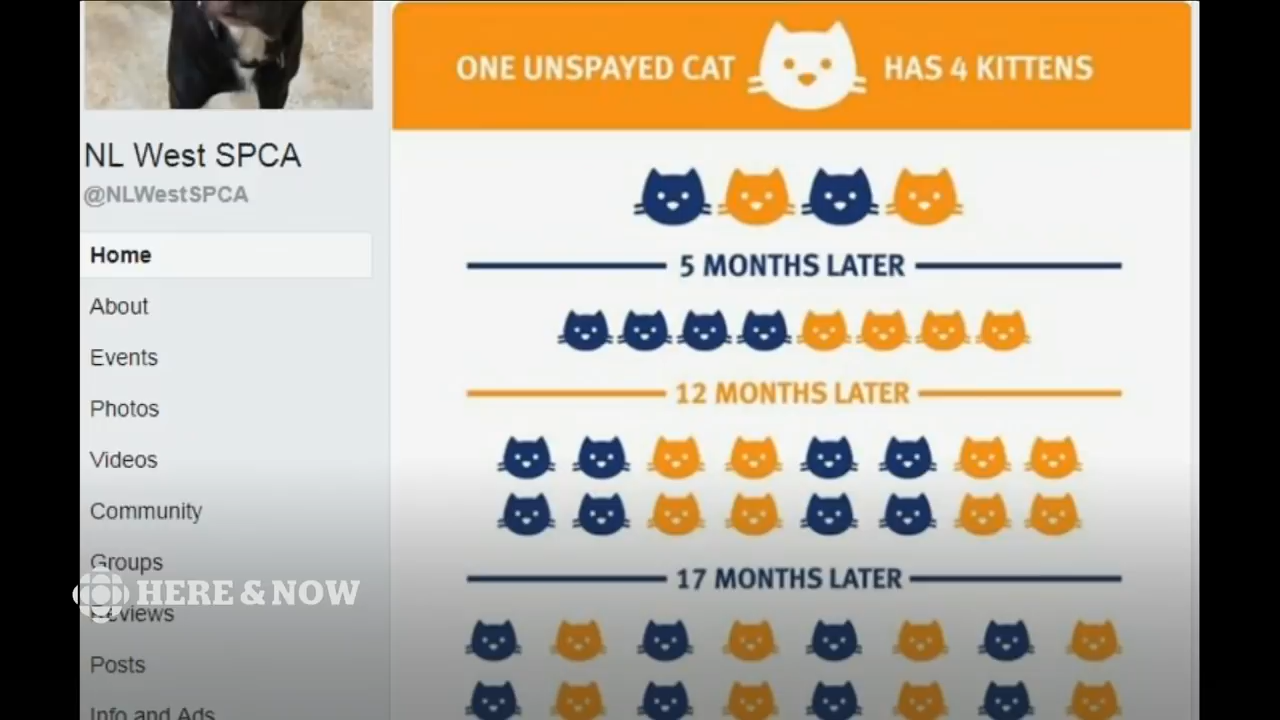 ONE UNSPAYED CAT HAS 4 KITTENS
NL West SPCA
@NLWestSPCA
Home
About
Events
Photos
Videos
Community
Groups
Reviews
Posts
Info and Ads
5 MONTHS LATER
12 MONTHS LATER
17 MONTHS LATER
HERE & NOW